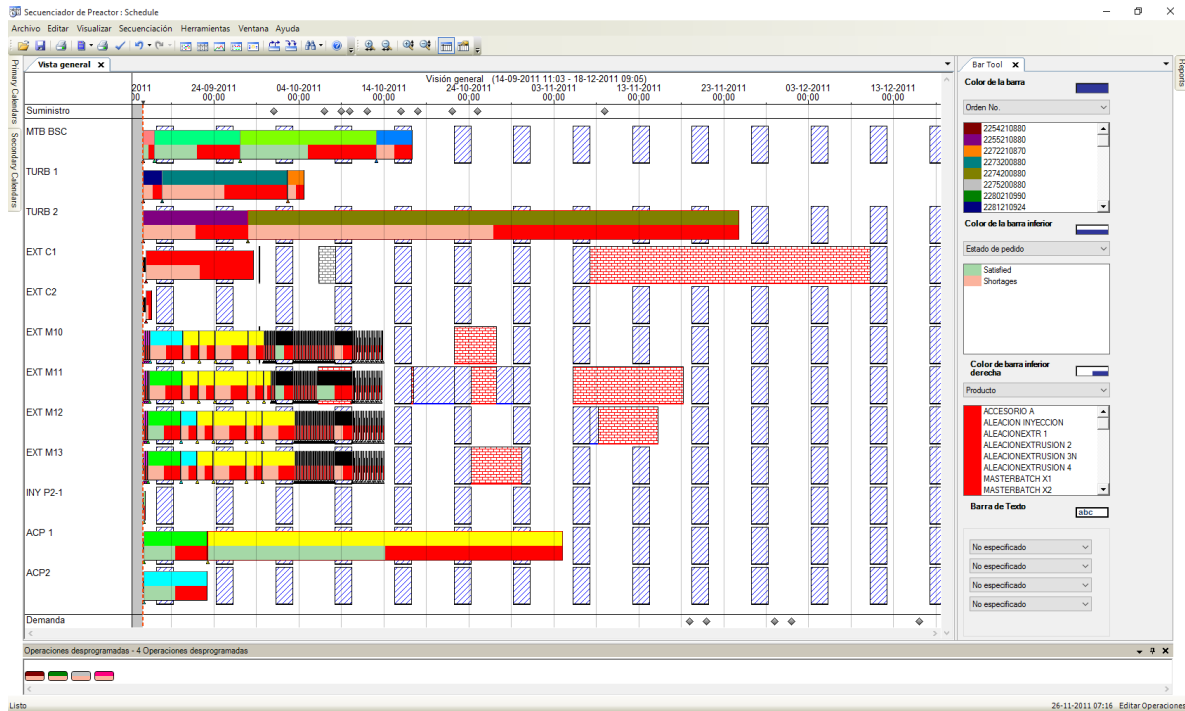 Secuenciador de Preactor : Schedule
Archivo Editar Visualizar Secuenciación Herramientas Ventana Ayuda
Primary Calendars
Secondary Calendars
Vista general
Visión general (14-09-2011 11:03 - 18-12-2011 09:05)
2011 24-09-2011 04-10-2011 14-10-2011 24-10-2011 03-11-2011 13-11-2011 23-11-2011 03-12-2011 13-12-2011
00 00:00 00:00 00:00 00:00 00:00 00:00 00:00 00:00 00:00
Suministro
MTB BSC
TURB 1
TURB 2
EXT C1
EXT C2
EXT M10
EXT M11
EXT M12
EXT M13
INY P2-1
ACP 1
ACP2
Demanda
Bar Tool
Reports
Color de la barra
Orden No.
2254210880
2255210880
2272210870
2273200880
2274200880
2275200880
2280210990
2281210924
Color de la barra inferior
Estado de pedido
Satisfied
Shortages
Color de barra inferior
derecha
Producto
ACCESORIO A
ALEACION INYECCION
ALEACIONEXTR 1
ALEACIONEXTRUSION 2
ALEACIONEXTRUSION 3N
ALEACIONEXTRUSION 4
MASTERBATCH X1
MASTERBATCH X2
Barra de Texto
abc
No especificado
No especificado
No especificado
No especificado
Operaciones desprogramadas - 4 Operaciones desprogramadas
Listo
26-11-2011 07:16 Editar Operaciones